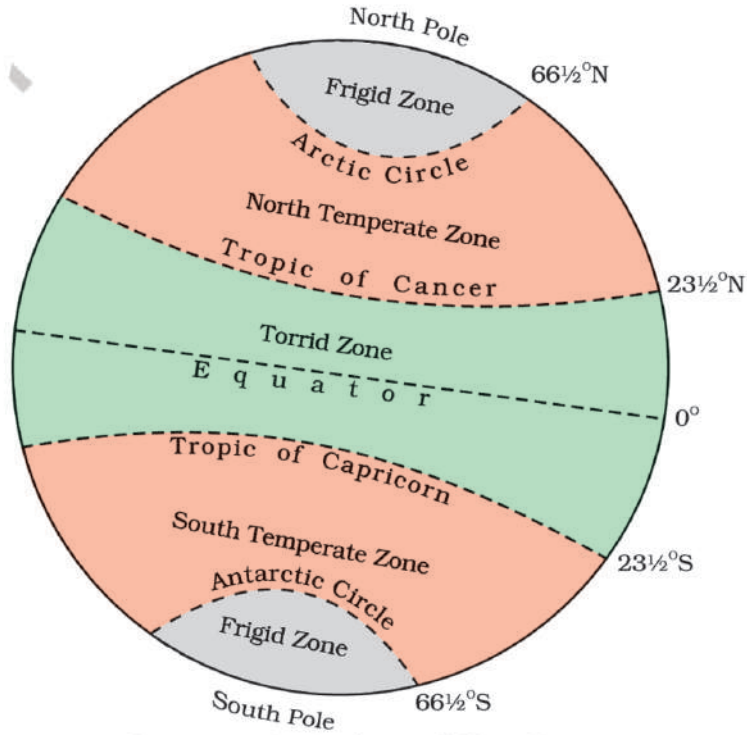 North Pole
66½°N
Frigid Zone
Arctic Circle
North Temperate Zone
23½°N
Tropic of Cancer
Torrid Zone
Equator
0°
Tropic of Capricorn
South Temperate Zone
23½°S
Antarctic Circle
Frigid Zone
66½°S
South Pole